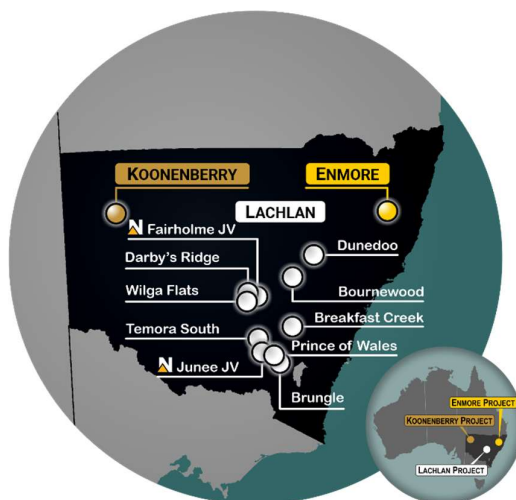 KOONENBERRY
ENMORE
LACHLAN
N Fairholme JV
Dunedoo
Darby's Ridge
Wilga Flats
Bournewood
Breakfast Creek
Temora South
Prince of Wales
N Junee JV
Brungle
ENMORE PROJECT
KOONENBERRY PROJECT
LACHLAN PROJECT